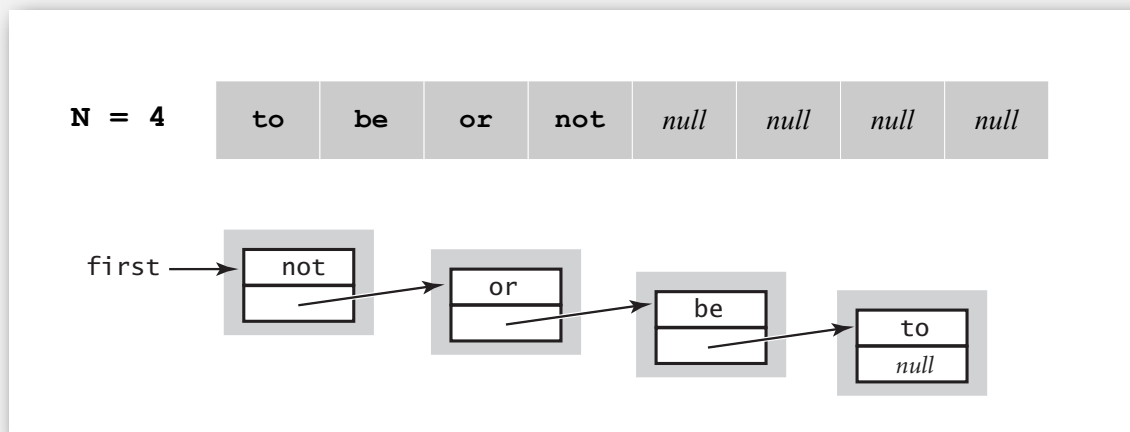 N = 4 to be or not null null null null
first not
or
be
to
null